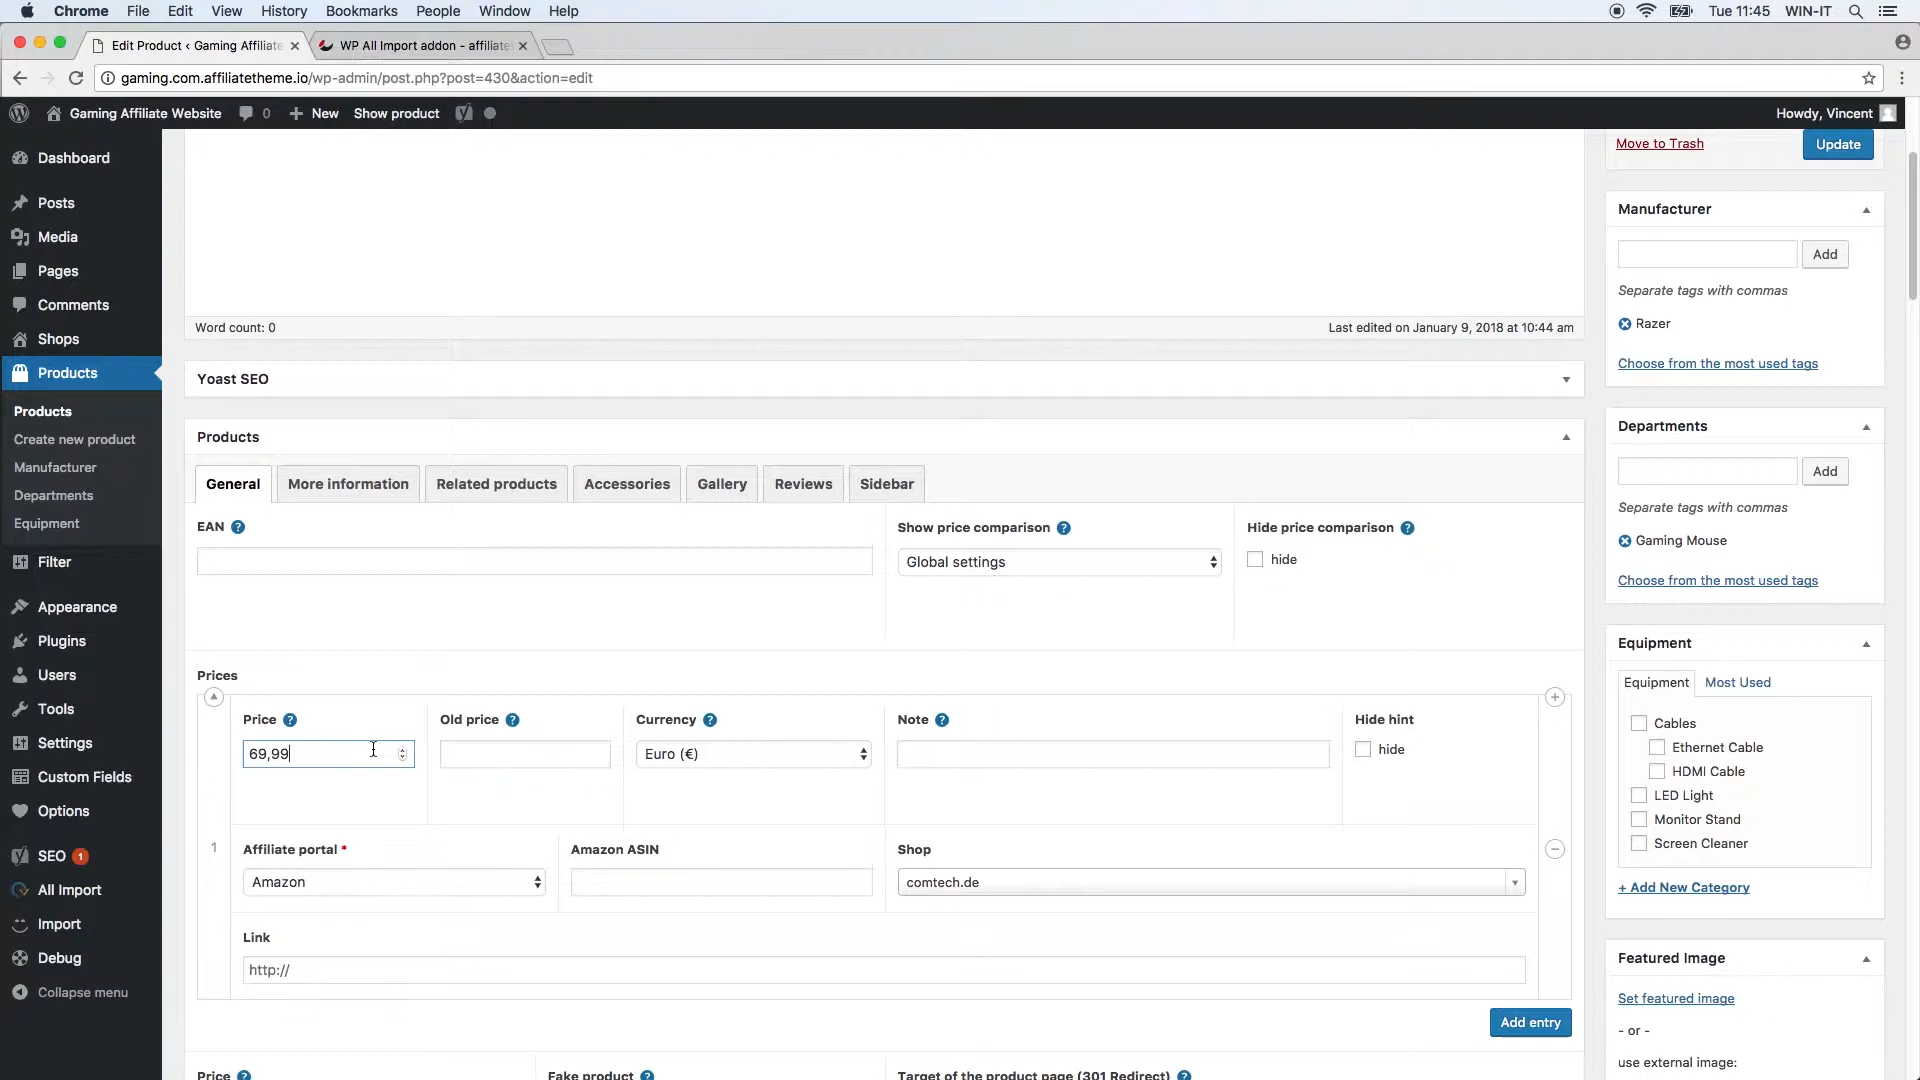 Chrome File Edit View History Bookmarks People Window Help Tue 11:45 WIN-IT
Edit Product ‹ Gaming Affiliate WP All Import addon - affiliate
gaming.com.affiliatetheme.io/wp-admin/post.php?post=430&action=edit
Gaming Affiliate Website 0 New Show product Howdy, Vincent
Dashboard
Posts
Media
Pages
Comments
Shops
Products
Products
Create new product
Manufacturer
Departments
Equipment
Filter
Appearance
Plugins
Users
Tools
Settings
Custom Fields
Options
SEO 1
All Import
Import
Debug
Collapse menu
Word count: 0 Last edited on January 9, 2018 at 10:44 am
Yoast SEO
Products
General More information Related products Accessories Gallery Reviews Sidebar
EAN ? Show price comparison ? Hide price comparison ?
Global settings hide
Prices
Price ? Old price ? Currency ? Note ? Hide hint
69,99 Euro (€) hide
1 Affiliate portal * Amazon ASIN Shop
Amazon comtech.de
Link
http://
Add entry
Price ? Fake product ? Target of the product page (301 Redirect) ?
Move to Trash Update
Manufacturer
Add
Separate tags with commas
Razer
Choose from the most used tags
Departments
Add
Separate tags with commas
Gaming Mouse
Choose from the most used tags
Equipment
Equipment Most Used
Cables
Ethernet Cable
HDMI Cable
LED Light
Monitor Stand
Screen Cleaner
+ Add New Category
Featured Image
Set featured image
- or -
use external image: